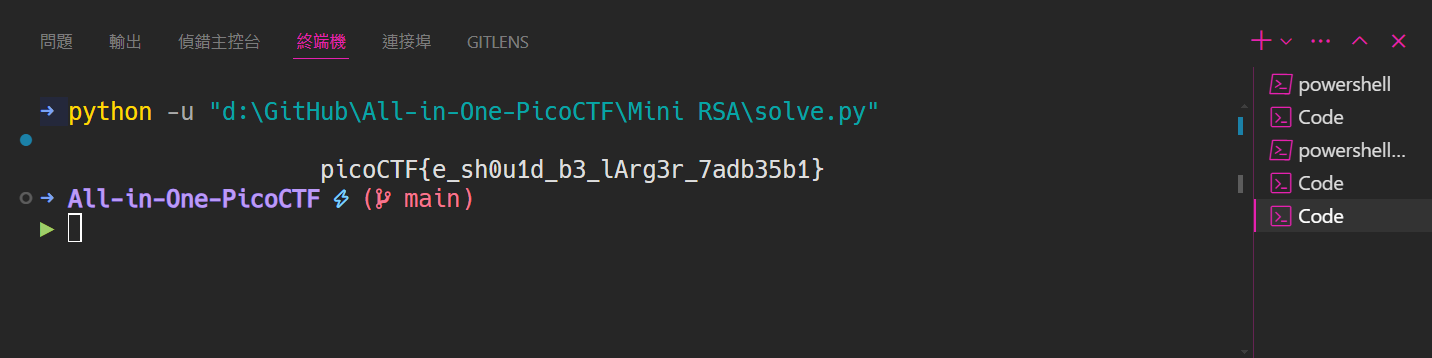 問題 輸出 偵錯主控台 終端機 連接埠 GITLENS
python -u "d:\GitHub\All-in-One-PicoCTF\Mini RSA\solve.py"
picoCTF{e_sh0u1d_b3_lArg3r_7adb35b1}
All-in-One-PicoCTF ⚡ ( main)
powershell
Code
powershell...
Code
Code